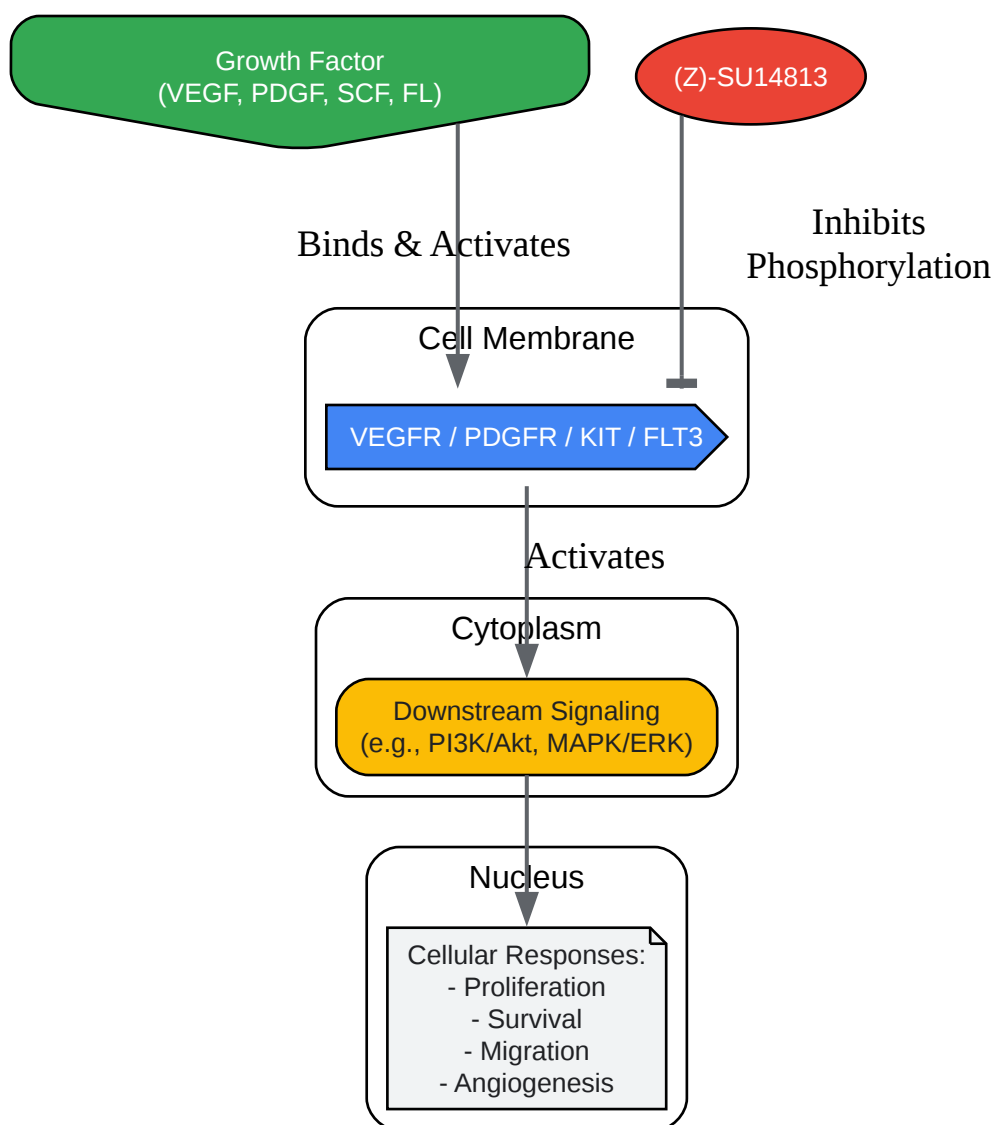 Growth Factor
(VEGF, PDGF, SCF, FL)
(Z)-SU14813
Binds & Activates
Inhibits
Phosphorylation
Cell Membrane
VEGFR / PDGFR / KIT / FLT3
Activates
Cytoplasm
Downstream Signaling
(e.g., PI3K/Akt, MAPK/ERK)
Nucleus
Cellular Responses:
- Proliferation
- Survival
- Migration
- Angiogenesis